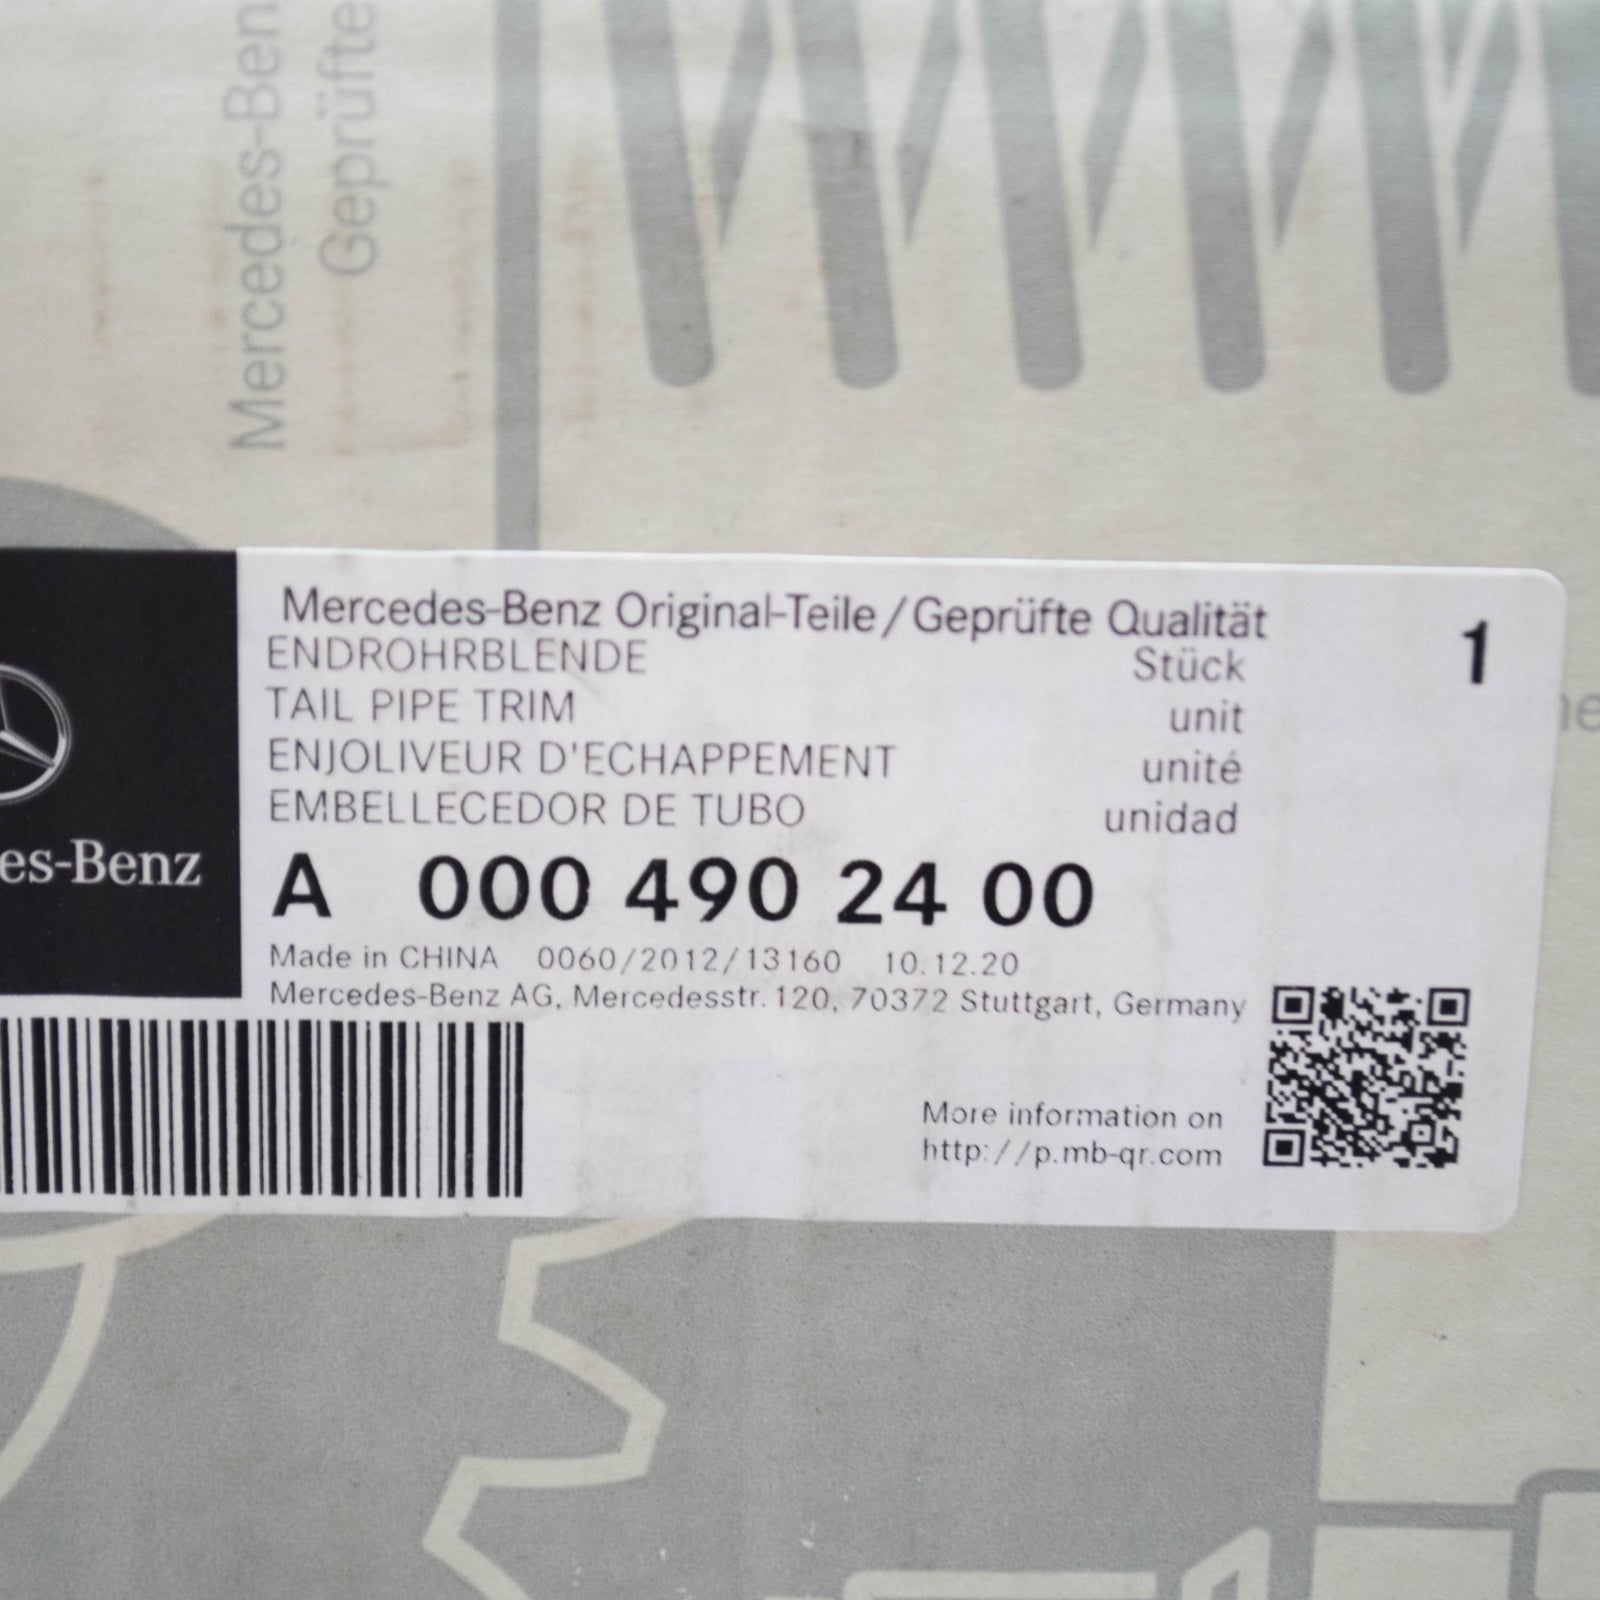 Mercedes-Ben
Geprüfte
Mercedes-Benz Original-Teile/Geprüfte Qualität
ENDROHRBLENDE Stück 1
TAIL PIPE TRIM unit
ENJOLIVEUR D'ECHAPPEMENT unité
EMBELLECEDOR DE TUBO unidad
es-Benz
A 000 490 24 00
Made in CHINA 0060/2012/13160 10.12.20
Mercedes-Benz AG, Mercedesstr. 120, 70372 Stuttgart, Germany
More information on
http://p.mb-qr.com